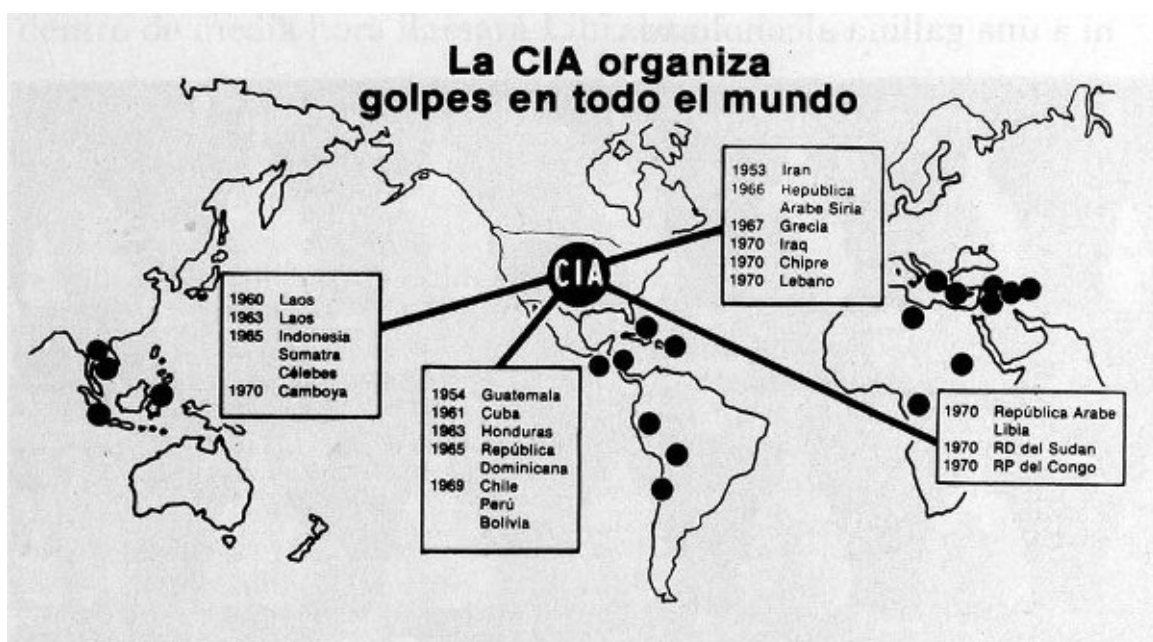 La CIA organiza
golpes en todo el mundo
CIA
1953 Iran
1966 Republica
Arabe Siria
1967 Grecia
1970 Iraq
1970 Chipre
1970 Lebano
1960 Laos
1963 Laos
1965 Indonesia
Sumatra
Célebes
1970 Camboya
1954 Guatemala
1961 Cuba
1963 Honduras
1965 República
Dominicana
1969 Chile
Perú
Bolivia
1970 República Arabe
Libia
1970 RD del Sudan
1970 RP del Congo